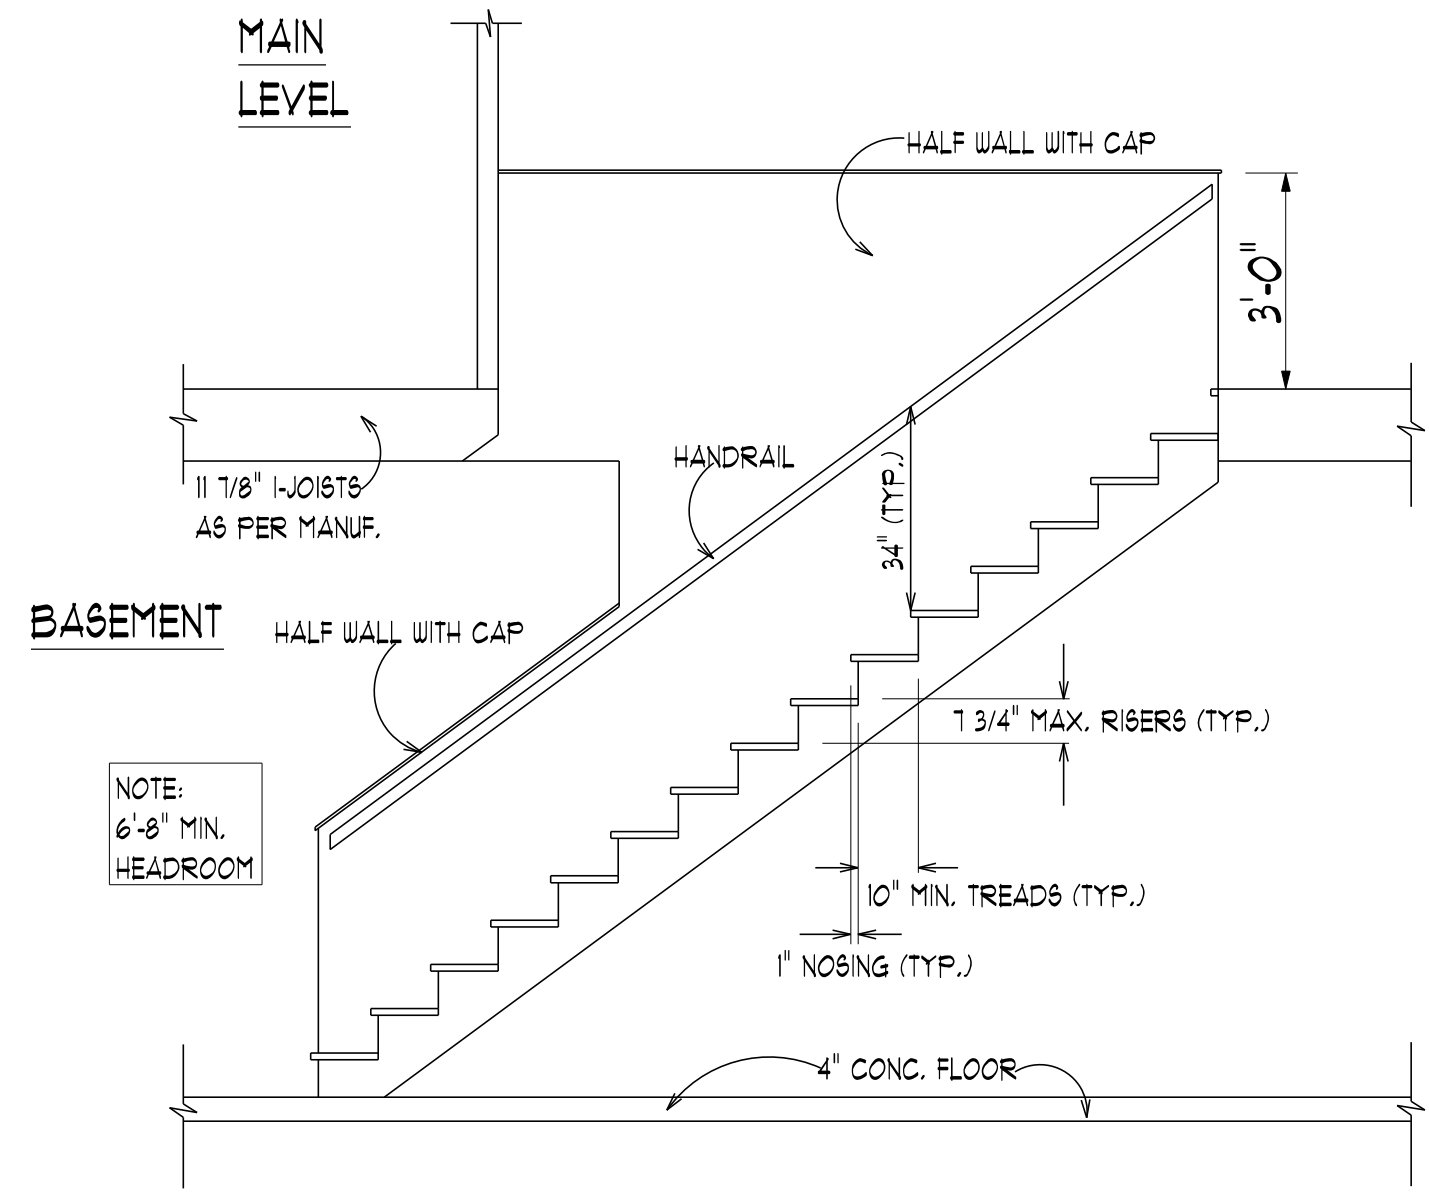 MAIN
LEVEL
HALF WALL WITH CAP
3'-0"
HANDRAIL
34" (TYP.)
11 7/8" I-JOISTS
AS PER MANUF.
BASEMENT
HALF WALL WITH CAP
7 3/4" MAX. RISERS (TYP.)
NOTE:
6'-8" MIN.
HEADROOM
10" MIN. TREADS (TYP.)
1" NOSING (TYP.)
4" CONC. FLOOR